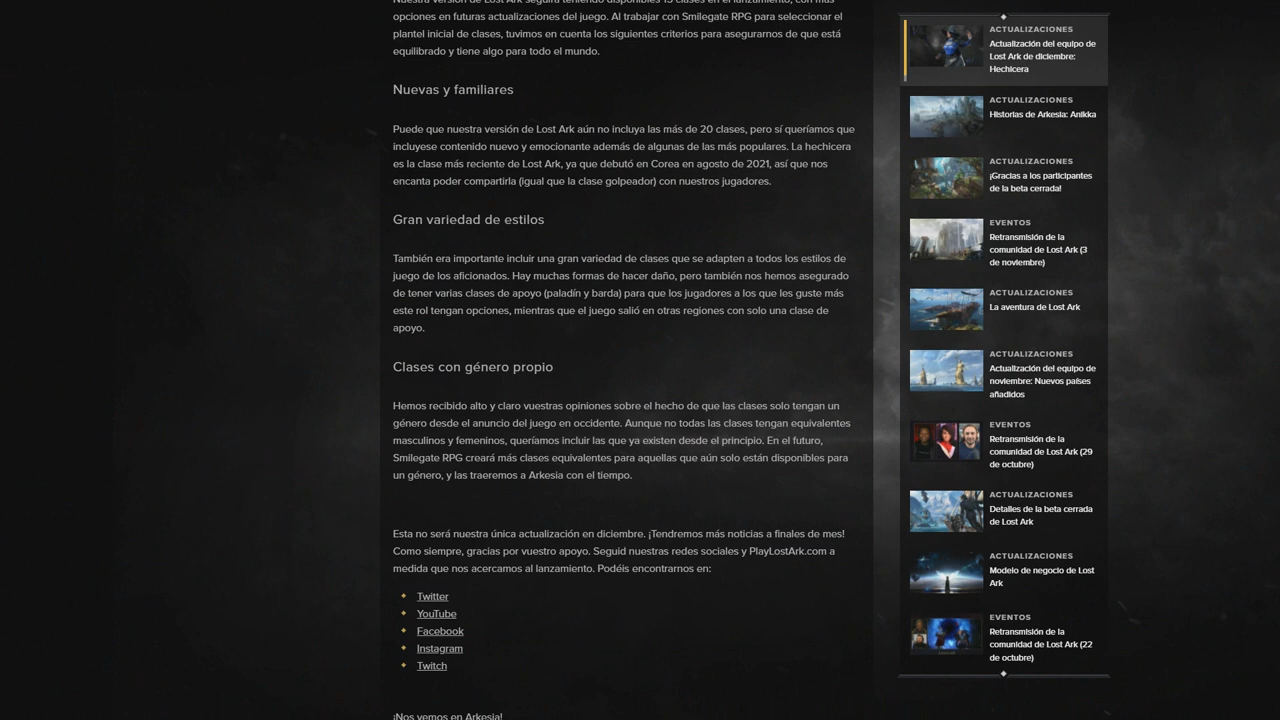 Nuestra versión de Lost Ark seguirá teniendo disponibles 15 clases en el lanzamiento, con más
opciones en futuras actualizaciones del juego. Al trabajar con Smilegate RPG para seleccionar el
plantel inicial de clases, tuvimos en cuenta los siguientes criterios para asegurarnos de que está
equilibrado y tiene algo para todo el mundo.
Nuevas y familiares
Puede que nuestra versión de Lost Ark aún no incluya las más de 20 clases, pero sí queríamos que
incluyese contenido nuevo y emocionante además de algunas de las más populares. La hechicera
es la clase más reciente de Lost Ark, ya que debutó en Corea en agosto de 2021, así que nos
encanta poder compartirla (igual que la clase golpeador) con nuestros jugadores.
Gran variedad de estilos
También era importante incluir una gran variedad de clases que se adapten a todos los estilos de
juego de los aficionados. Hay muchas formas de hacer daño, pero también nos hemos asegurado
de tener varias clases de apoyo (paladín y barda) para que los jugadores a los que les guste más
este rol tengan opciones, mientras que el juego salió en otras regiones con solo una clase de
apoyo.
Clases con género propio
Hemos recibido alto y claro vuestras opiniones sobre el hecho de que las clases solo tengan un
género desde el anuncio del juego en occidente. Aunque no todas las clases tengan equivalentes
masculinos y femeninos, queríamos incluir las que ya existen desde el principio. En el futuro,
Smilegate RPG creará más clases equivalentes para aquellas que aún solo están disponibles para
un género, y las traeremos a Arkesia con el tiempo.
Esta no será nuestra única actualización en diciembre. ¡Tendremos más noticias a finales de mes!
Como siempre, gracias por vuestro apoyo. Seguid nuestras redes sociales y PlayLostArk.com a
medida que nos acercamos al lanzamiento. Podéis encontrarnos en:
Twitter
YouTube
Facebook
Instagram
Twitch
¡Nos vemos en Arkesia!
ACTUALIZACIONES
Actualización del equipo de
Lost Ark de diciembre:
Hechicera
ACTUALIZACIONES
Historias de Arkesia: Anikka
ACTUALIZACIONES
¡Gracias a los participantes
de la beta cerrada!
EVENTOS
Retransmisión de la
comunidad de Lost Ark (3
de noviembre)
ACTUALIZACIONES
La aventura de Lost Ark
ACTUALIZACIONES
Actualización del equipo de
noviembre: Nuevos países
añadidos
EVENTOS
Retransmisión de la
comunidad de Lost Ark (29
de octubre)
ACTUALIZACIONES
Detalles de la beta cerrada
de Lost Ark
ACTUALIZACIONES
Modelo de negocio de Lost
Ark
EVENTOS
Retransmisión de la
comunidad de Lost Ark (22
de octubre)